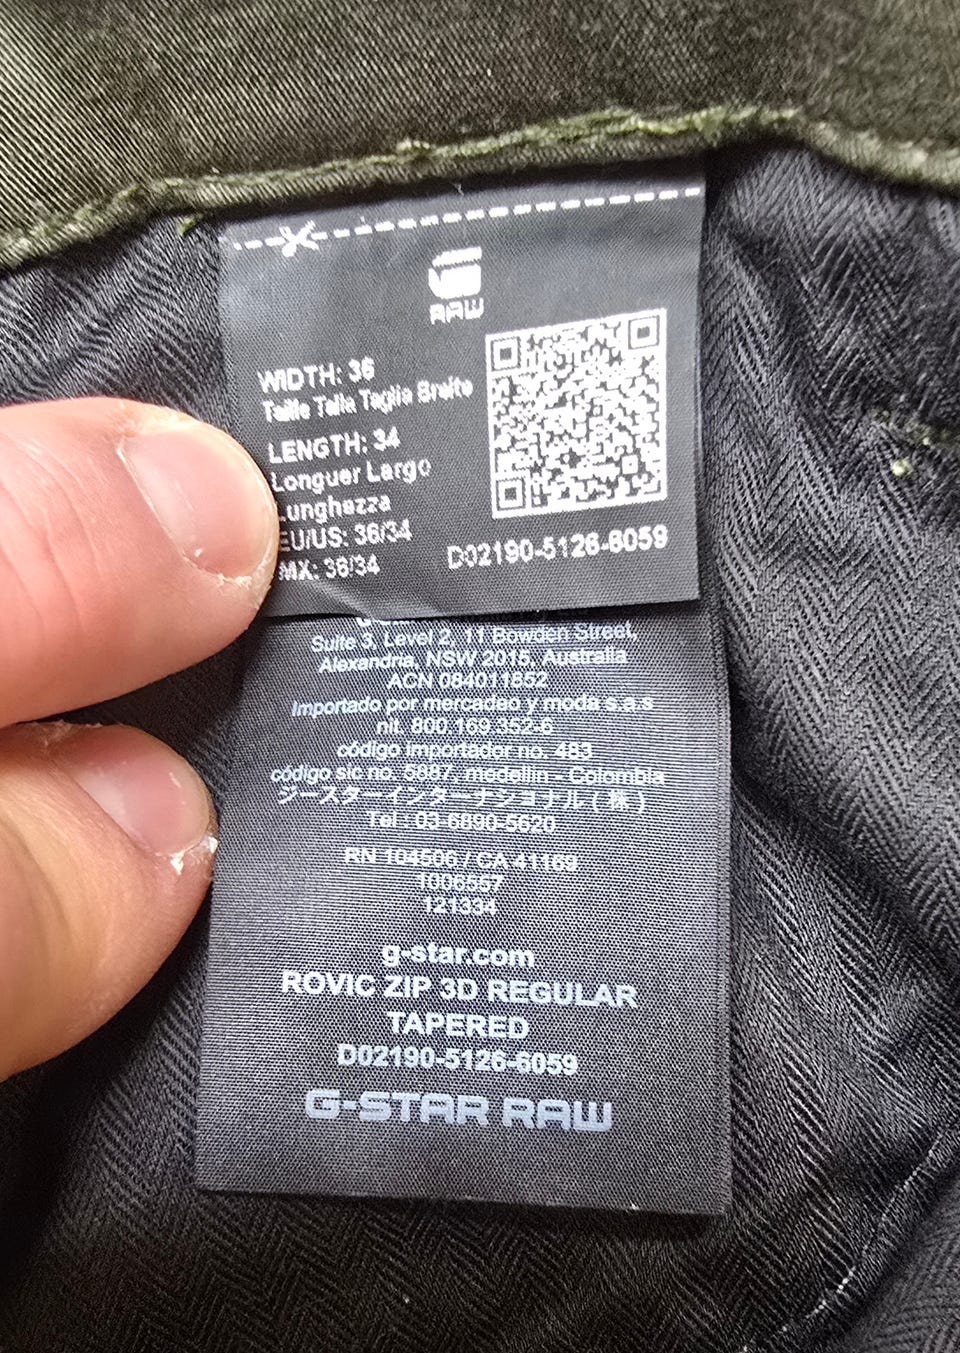 RAW
WIDTH: 36
Taille Talla Taglia Breite
LENGTH: 34
Longuer Largo
Lunghezza
EU/US: 36/34
MX: 36/34
D02190-5126-6059
Suite 3, Level 2, 11 Bowden Street,
Alexandria, NSW 2015, Australia
ACN 084011852
Importado por mercadeo y moda s.a.s
nit. 800.169.352-6
código importador no. 483
código sic no. 5887, medellin - Colombia
ジースターインターナショナル ( 株 )
Tel : 03-6890-5620
RN 104506 / CA 41169
1006557
121334
g-star.com
ROVIC ZIP 3D REGULAR
TAPERED
D02190-5126-6059
G-STAR RAW